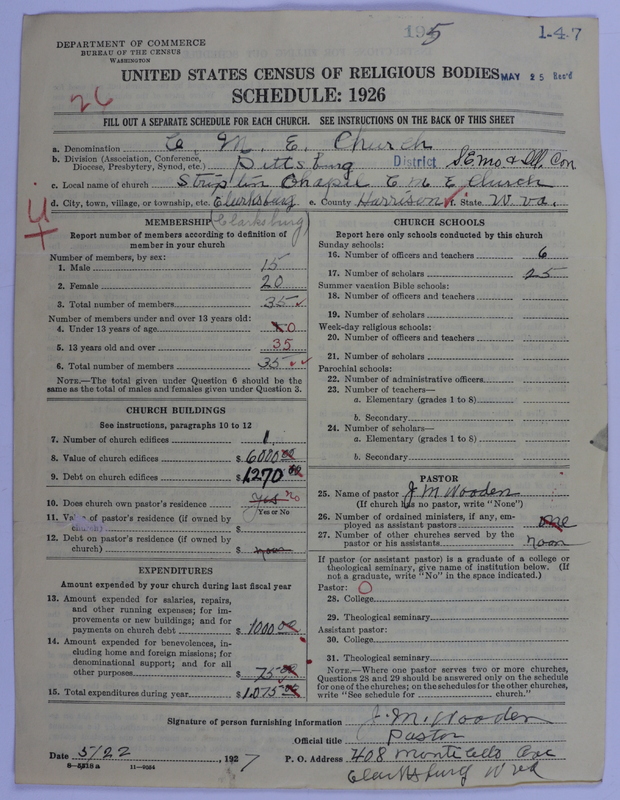 195
1-4-7
DEPARTMENT OF COMMERCE
BUREAU OF THE CENSUS
WASHINGTON
UNITED STATES CENSUS OF RELIGIOUS BODIES
MAY 25 Rec'd
26
SCHEDULE: 1926
FILL OUT A SEPARATE SCHEDULE FOR EACH CHURCH. SEE INSTRUCTIONS ON THE BACK OF THIS SHEET
a. Denomination C. M. E. Church
b. Division (Association, Conference, Diocese, Presbytery, Synod, etc.) Pittsburg District S.E. Mo & Ill. Con
c. Local name of church Striplin Chapel C M E Church
d. City, town, village, or township, etc. Clarksburg e. County Harrison f. State W. Va.
(Clarksburg)
MEMBERSHIP
Report number of members according to definition of member in your church
Number of members, by sex:
1. Male 15
2. Female 20
3. Total number of members 35
Number of members under and over 13 years old:
4. Under 13 years of age 0
5. 13 years old and over 35
6. Total number of members 35
NOTE.—The total given under Question 6 should be the same as the total of males and females given under Question 3.
CHURCH BUILDINGS
See instructions, paragraphs 10 to 12
7. Number of church edifices 1
8. Value of church edifices $ 6000 00
9. Debt on church edifices $ 1270 00
10. Does church own pastor's residence yes no
Yes or No
11. Value of pastor's residence (if owned by church) $
12. Debt on pastor's residence (if owned by church) $ noon
EXPENDITURES
Amount expended by your church during last fiscal year
13. Amount expended for salaries, repairs, and other running expenses; for improvements or new buildings; and for payments on church debt $ 1000 00
14. Amount expended for benevolences, including home and foreign missions; for denominational support; and for all other purposes $ 75 00
15. Total expenditures during year $ 1075 00
CHURCH SCHOOLS
Report here only schools conducted by this church
Sunday schools:
16. Number of officers and teachers 6
17. Number of scholars 25
Summer vacation Bible schools:
18. Number of officers and teachers
19. Number of scholars
Week-day religious schools:
20. Number of officers and teachers
21. Number of scholars
Parochial schools:
22. Number of administrative officers
23. Number of teachers—
a. Elementary (grades 1 to 8)
b. Secondary
24. Number of scholars—
a. Elementary (grades 1 to 8)
b. Secondary
PASTOR
25. Name of pastor J M Wooden
(If church has no pastor, write "None")
26. Number of ordained ministers, if any, employed as assistant pastors one
27. Number of other churches served by the pastor or his assistants noon
If pastor (or assistant pastor) is a graduate of a college or theological seminary, give name of institution below. (If not a graduate, write "No" in the space indicated.)
Pastor: O
28. College
29. Theological seminary
Assistant pastor:
30. College
31. Theological seminary
NOTE.—Where one pastor serves two or more churches, Questions 28 and 29 should be answered only on the schedule for one of the churches; on the schedules for the other churches, write "See schedule for church."
Signature of person furnishing information J. M. Wooden
Official title Pastor
Date 5/22, 1927 P. O. Address 408 Monticello Ave
Clarksburg W Va
8-5518a 11-9054